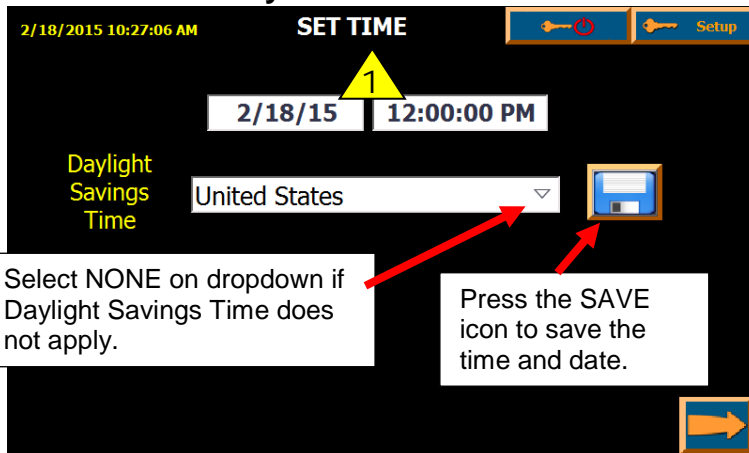 2/18/2015 10:27:06 AM SET TIME Setup
1
2/18/15 12:00:00 PM
Daylight
Savings
Time
United States
Select NONE on dropdown if
Daylight Savings Time does
not apply.
Press the SAVE
icon to save the
time and date.